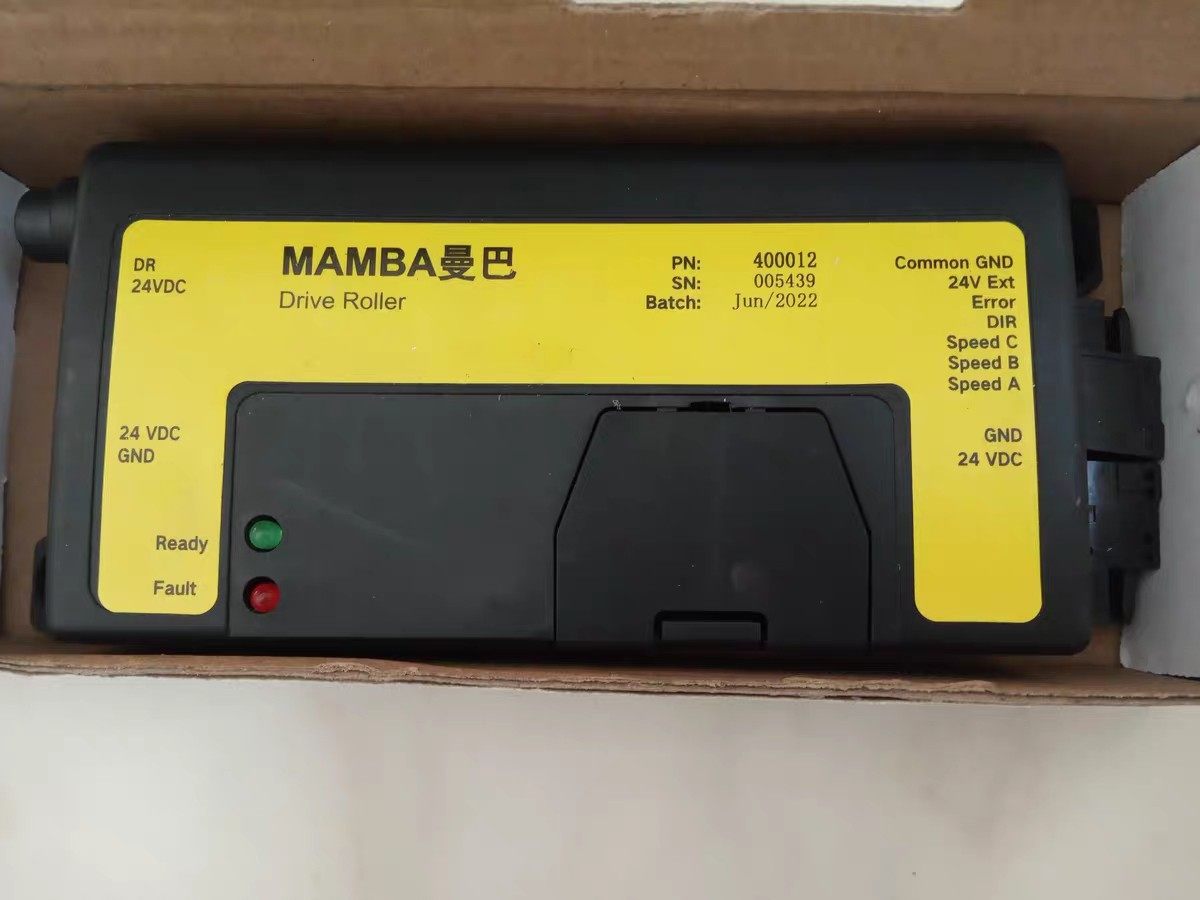 DR
24VDC
MAMBA曼巴
Drive Roller
PN: 400012
SN: 005439
Batch: Jun/2022
Common GND
24V Ext
Error
DIR
Speed C
Speed B
Speed A
24 VDC
GND
GND
24 VDC
Ready
Fault